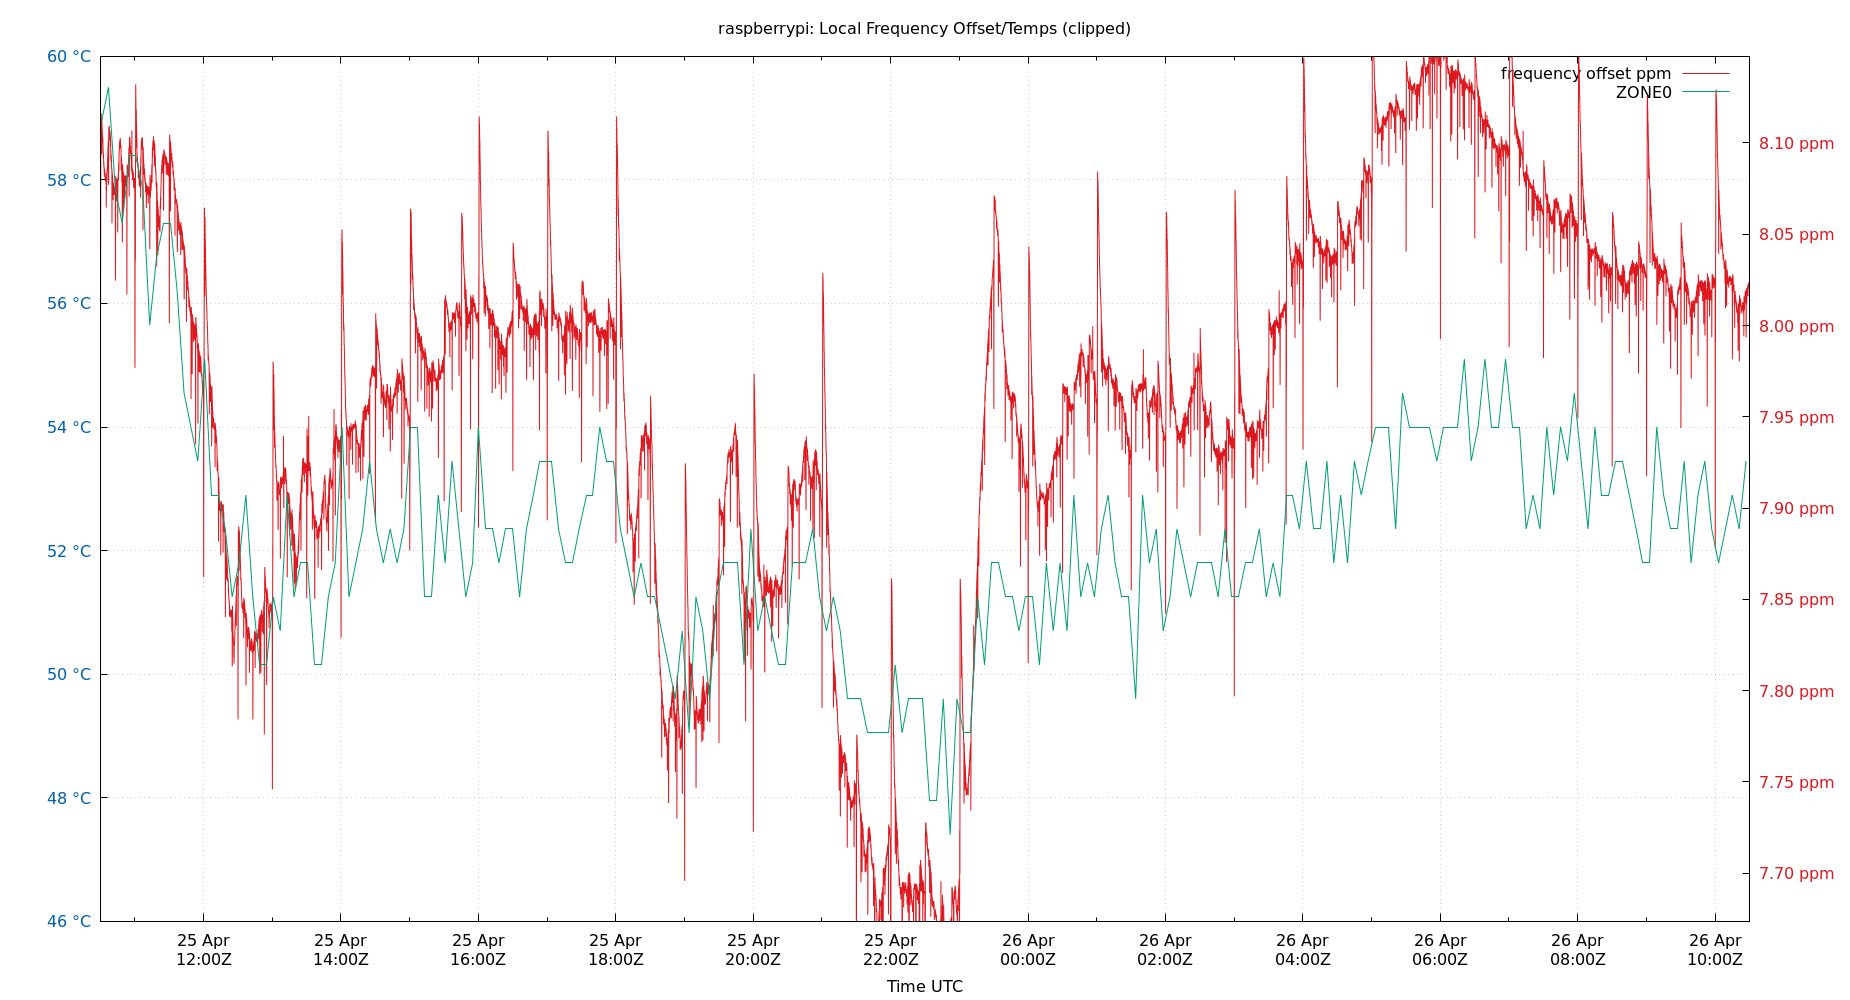 raspberrypi: Local Frequency Offset/Temps (clipped)
frequency offset ppm
ZONE0
60 °C
58 °C
56 °C
54 °C
52 °C
50 °C
48 °C
46 °C
8.10 ppm
8.05 ppm
8.00 ppm
7.95 ppm
7.90 ppm
7.85 ppm
7.80 ppm
7.75 ppm
7.70 ppm
25 Apr
12:00Z
25 Apr
14:00Z
25 Apr
16:00Z
25 Apr
18:00Z
25 Apr
20:00Z
25 Apr
22:00Z
26 Apr
00:00Z
26 Apr
02:00Z
26 Apr
04:00Z
26 Apr
06:00Z
26 Apr
08:00Z
26 Apr
10:00Z
Time UTC